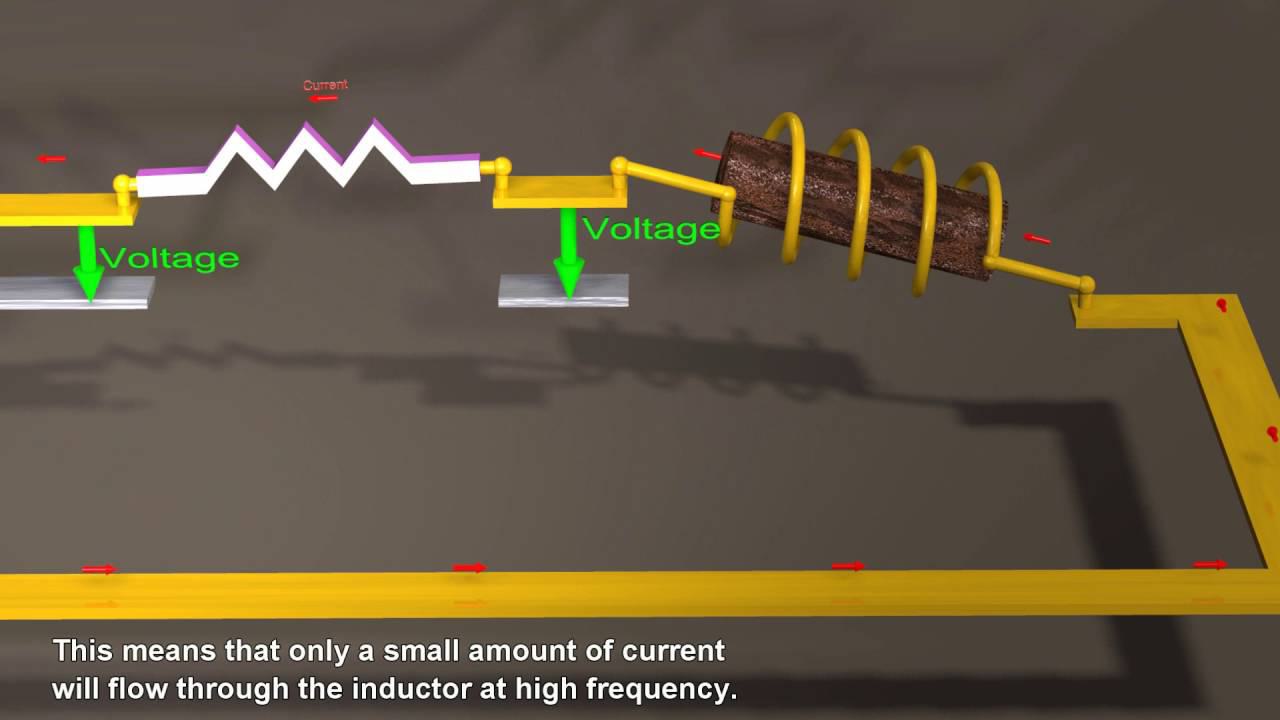 Current
Voltage
Voltage
This means that only a small amount of current
will flow through the inductor at high frequency.